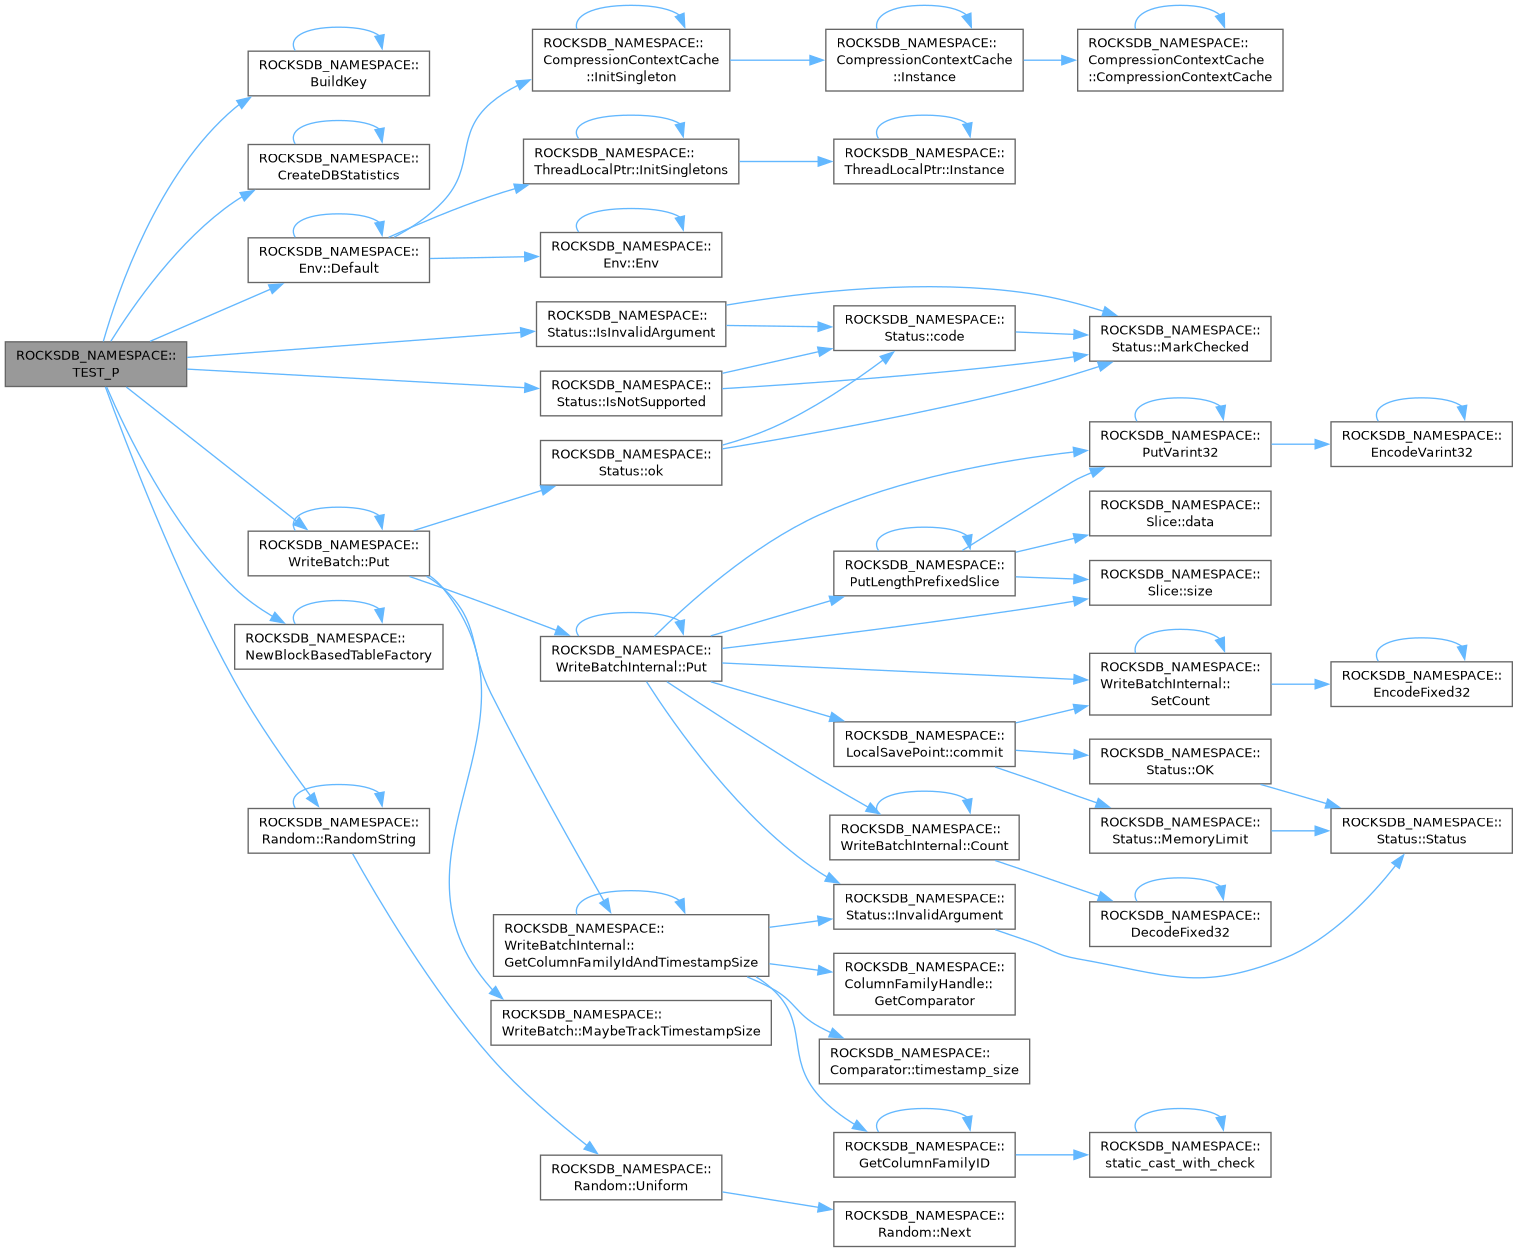 ROCKSDB_NAMESPACE::
TEST_P
ROCKSDB_NAMESPACE::
BuildKey
ROCKSDB_NAMESPACE::
CreateDBStatistics
ROCKSDB_NAMESPACE::
Env::Default
ROCKSDB_NAMESPACE::
CompressionContextCache
::InitSingleton
ROCKSDB_NAMESPACE::
CompressionContextCache
::Instance
ROCKSDB_NAMESPACE::
CompressionContextCache
::CompressionContextCache
ROCKSDB_NAMESPACE::
ThreadLocalPtr::InitSingletons
ROCKSDB_NAMESPACE::
ThreadLocalPtr::Instance
ROCKSDB_NAMESPACE::
Env::Env
ROCKSDB_NAMESPACE::
Status::IsInvalidArgument
ROCKSDB_NAMESPACE::
Status::code
ROCKSDB_NAMESPACE::
Status::MarkChecked
ROCKSDB_NAMESPACE::
Status::IsNotSupported
ROCKSDB_NAMESPACE::
Status::ok
ROCKSDB_NAMESPACE::
WriteBatch::Put
ROCKSDB_NAMESPACE::
NewBlockBasedTableFactory
ROCKSDB_NAMESPACE::
Random::RandomString
ROCKSDB_NAMESPACE::
WriteBatchInternal::Put
ROCKSDB_NAMESPACE::
PutLengthPrefixedSlice
ROCKSDB_NAMESPACE::
PutVarint32
ROCKSDB_NAMESPACE::
EncodeVarint32
ROCKSDB_NAMESPACE::
Slice::data
ROCKSDB_NAMESPACE::
Slice::size
ROCKSDB_NAMESPACE::
WriteBatchInternal::
SetCount
ROCKSDB_NAMESPACE::
EncodeFixed32
ROCKSDB_NAMESPACE::
LocalSavePoint::commit
ROCKSDB_NAMESPACE::
Status::OK
ROCKSDB_NAMESPACE::
Status::MemoryLimit
ROCKSDB_NAMESPACE::
Status::Status
ROCKSDB_NAMESPACE::
WriteBatchInternal::Count
ROCKSDB_NAMESPACE::
DecodeFixed32
ROCKSDB_NAMESPACE::
Status::InvalidArgument
ROCKSDB_NAMESPACE::
WriteBatchInternal::
GetColumnFamilyIdAndTimestampSize
ROCKSDB_NAMESPACE::
ColumnFamilyHandle::
GetComparator
ROCKSDB_NAMESPACE::
WriteBatch::MaybeTrackTimestampSize
ROCKSDB_NAMESPACE::
Comparator::timestamp_size
ROCKSDB_NAMESPACE::
GetColumnFamilyID
ROCKSDB_NAMESPACE::
static_cast_with_check
ROCKSDB_NAMESPACE::
Random::Uniform
ROCKSDB_NAMESPACE::
Random::Next